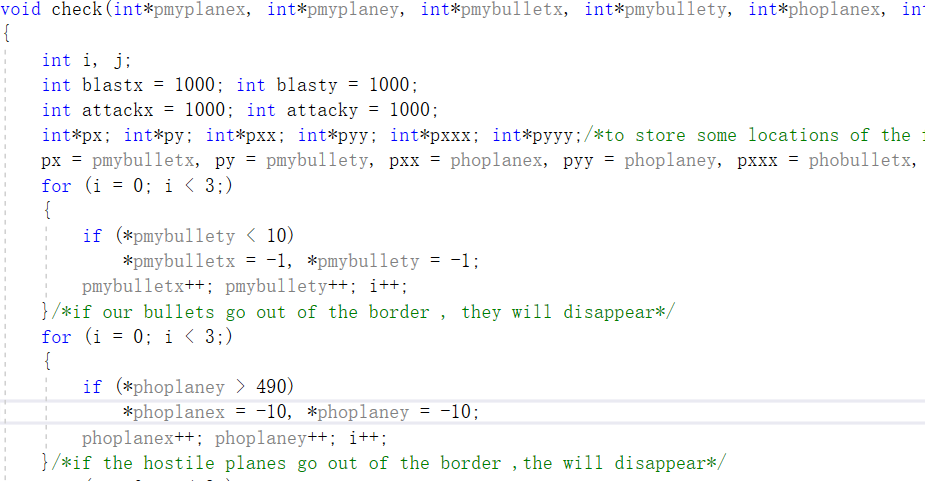 void check(int*pmyplanex, int*pmyplaney, int*pmybulletx, int*pmybullety, int*phoplanex, in
{
int i, j;
int blastx = 1000; int blasty = 1000;
int attackx = 1000; int attacky = 1000;
int*px; int*py; int*pxx; int*pyy; int*pxxx; int*pyyy;/*to store some locations of the
px = pmybulletx, py = pmybullety, pxx = phoplanex, pyy = phoplaney, pxxx = phobulletx,
for (i = 0; i < 3;)
{
if (*pmybullety < 10)
*pmybulletx = -1, *pmybullety = -1;
pmybulletx++; pmybullety++; i++;
}/*if our bullets go out of the border , they will disappear*/
for (i = 0; i < 3;)
{
if (*phoplaney > 490)
*phoplanex = -10, *phoplaney = -10;
phoplanex++; phoplaney++; i++;
}/*if the hostile planes go out of the border ,the will disappear*/